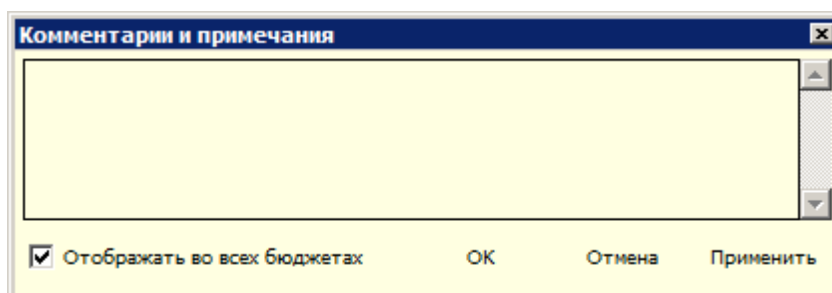 Комментарии и примечания
Отображать во всех бюджетах OK Отмена Применить